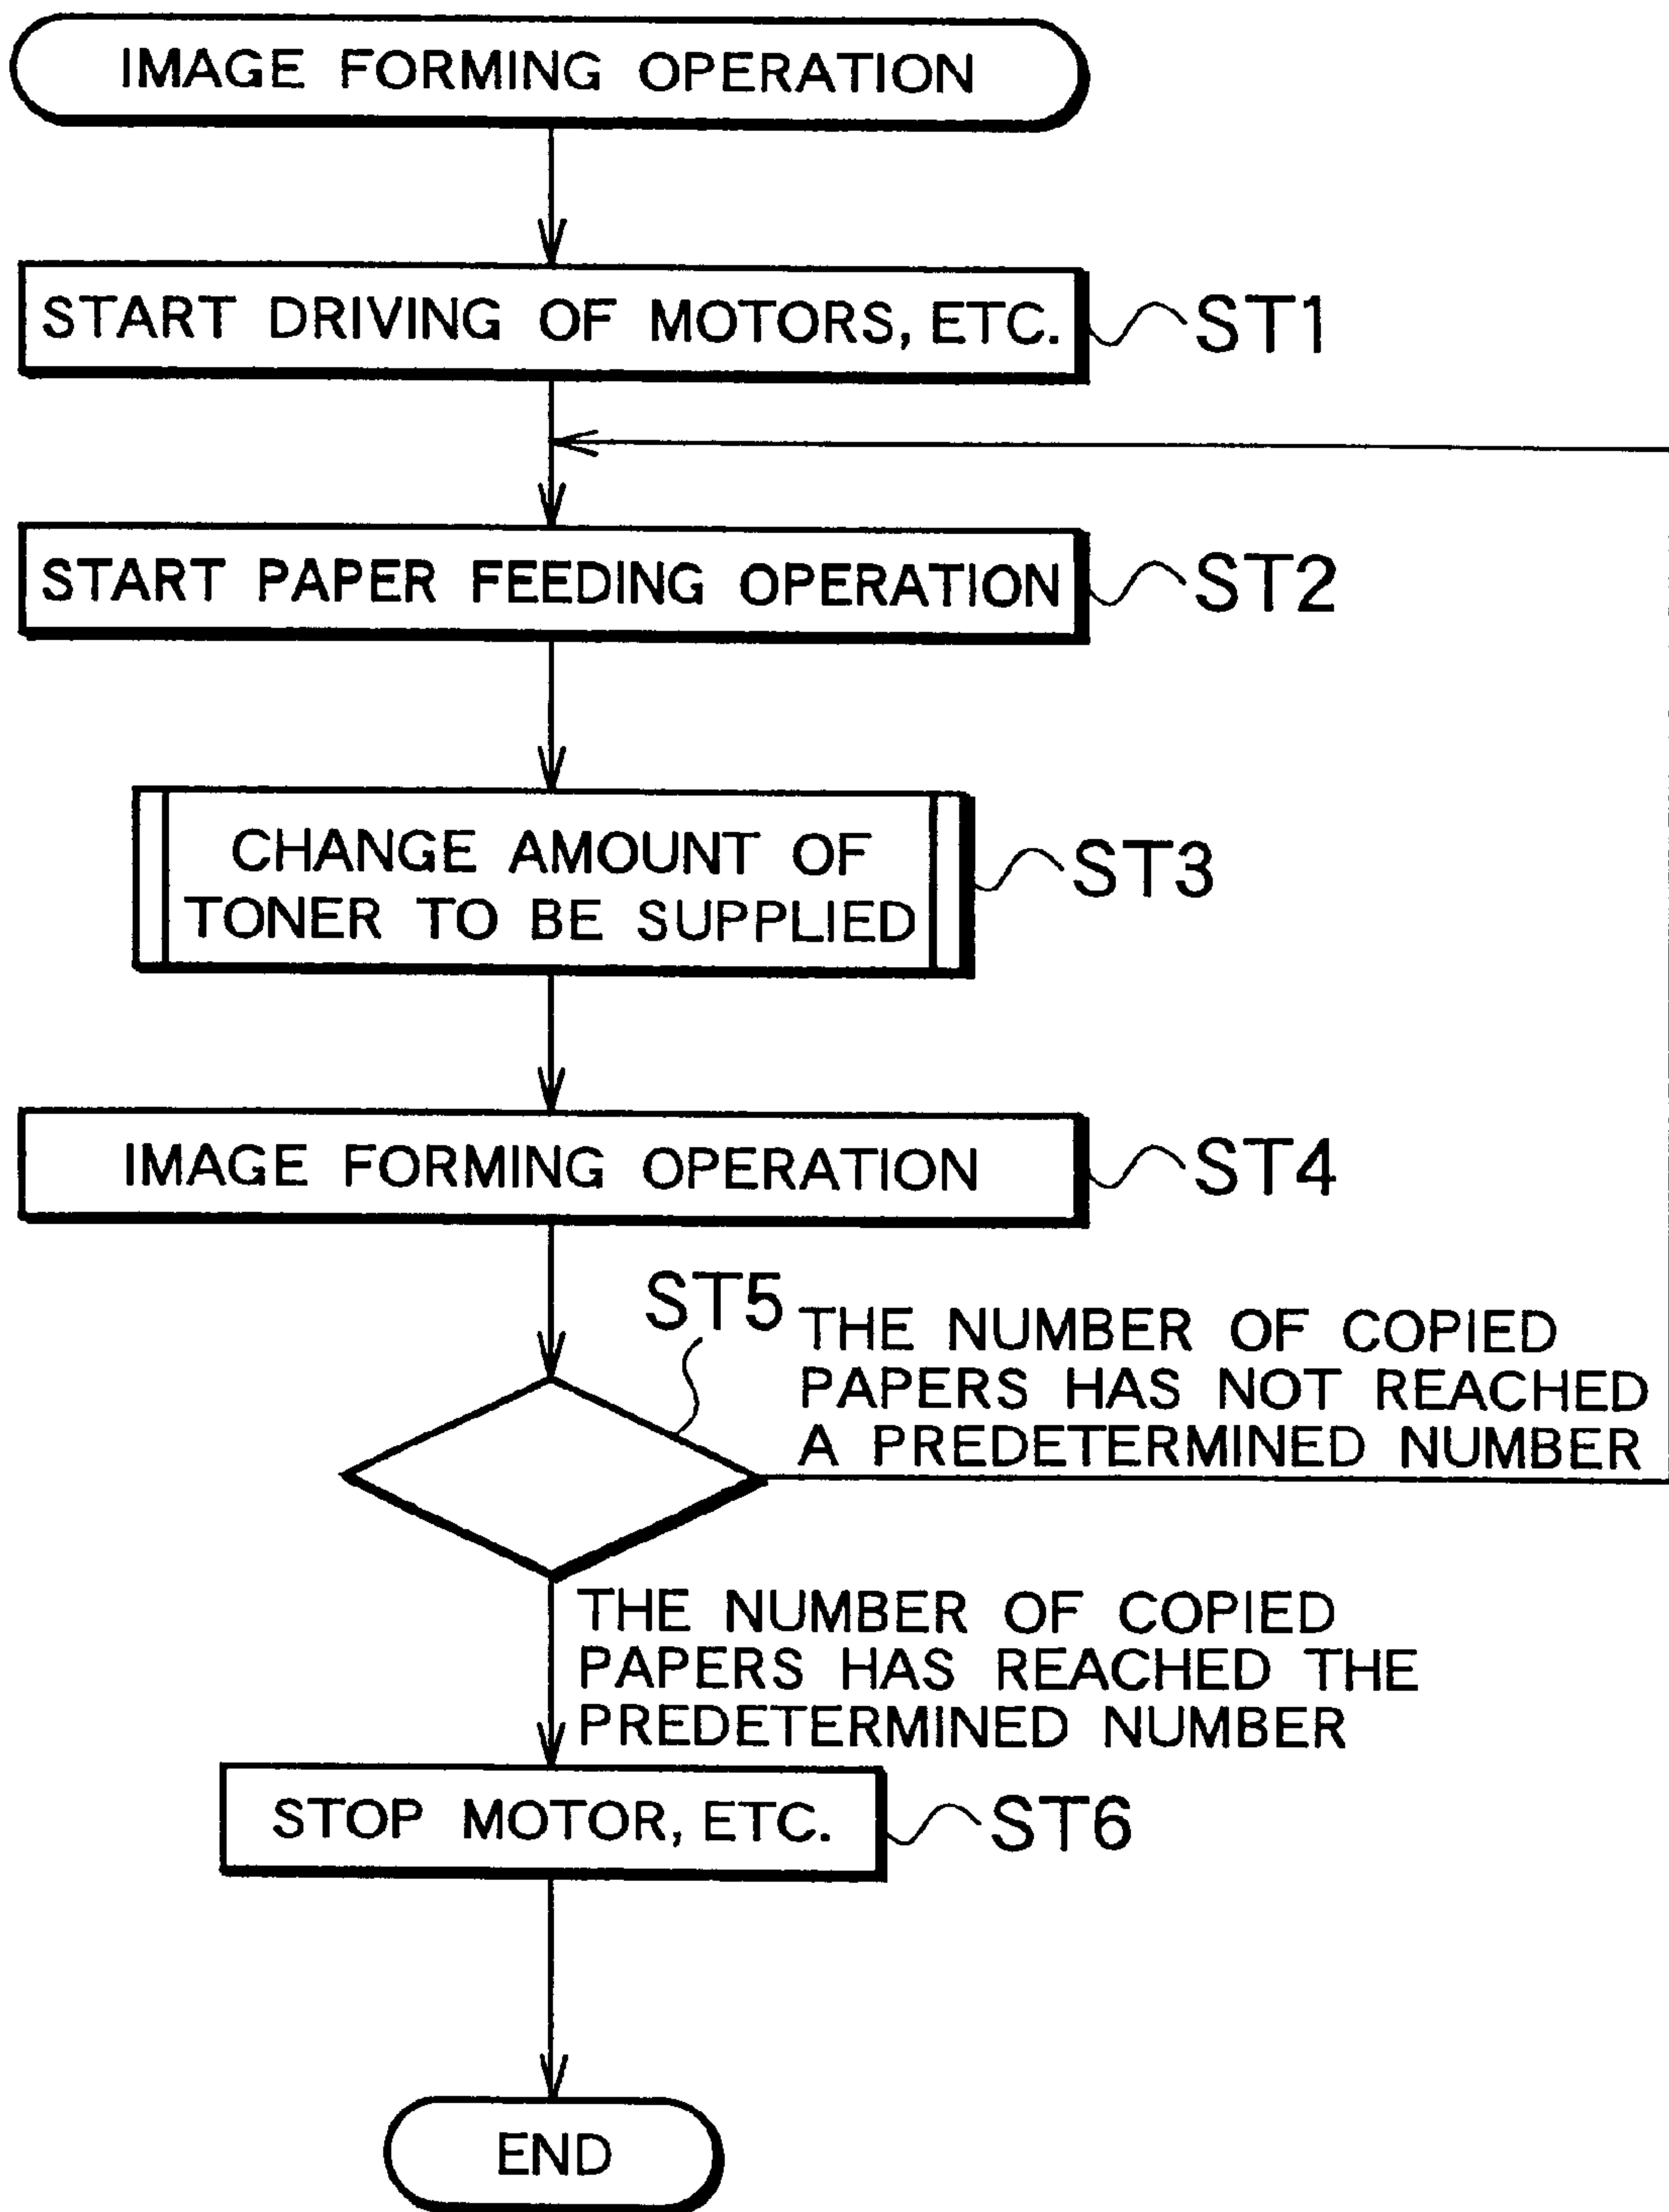 IMAGE FORMING OPERATION
START DRIVING OF MOTORS, ETC.
ST1
START PAPER FEEDING OPERATION
ST2
CHANGE AMOUNT OF
TONER TO BE SUPPLIED
ST3
IMAGE FORMING OPERATION
ST4
ST5
THE NUMBER OF COPIED
PAPERS HAS NOT REACHED
A PREDETERMINED NUMBER
THE NUMBER OF COPIED
PAPERS HAS REACHED THE
PREDETERMINED NUMBER
STOP MOTOR, ETC.
ST6
END